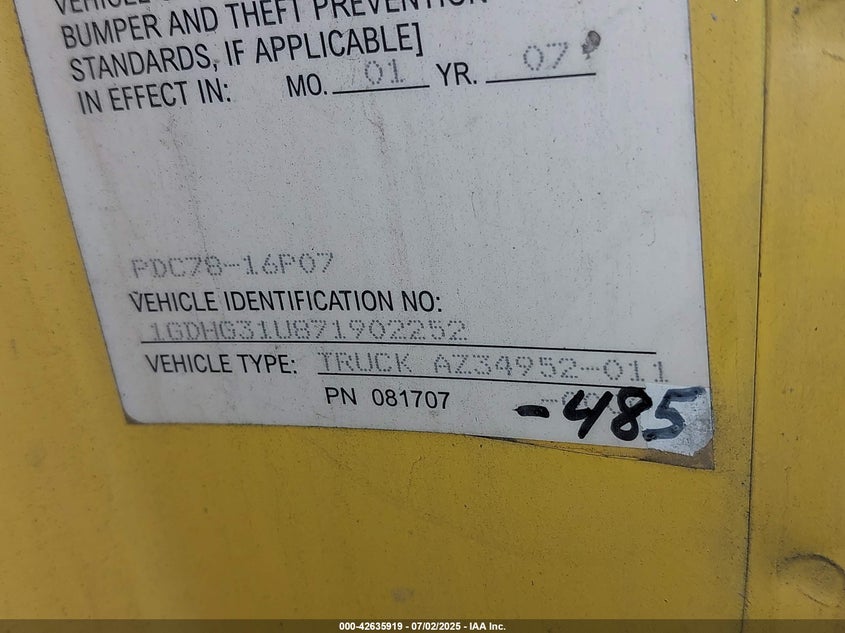 VEHICLE
BUMPER AND THEFT PREVENTION
STANDARDS, IF APPLICABLE]
IN EFFECT IN: MO. 01 YR. 07
PDC78-16P07
VEHICLE IDENTIFICATION NO:
1GDHG31U871902252
VEHICLE TYPE: TRUCK AZ34952-011
PN 081707
-485
000-42635919 - 07/02/2025 - IAA Inc.